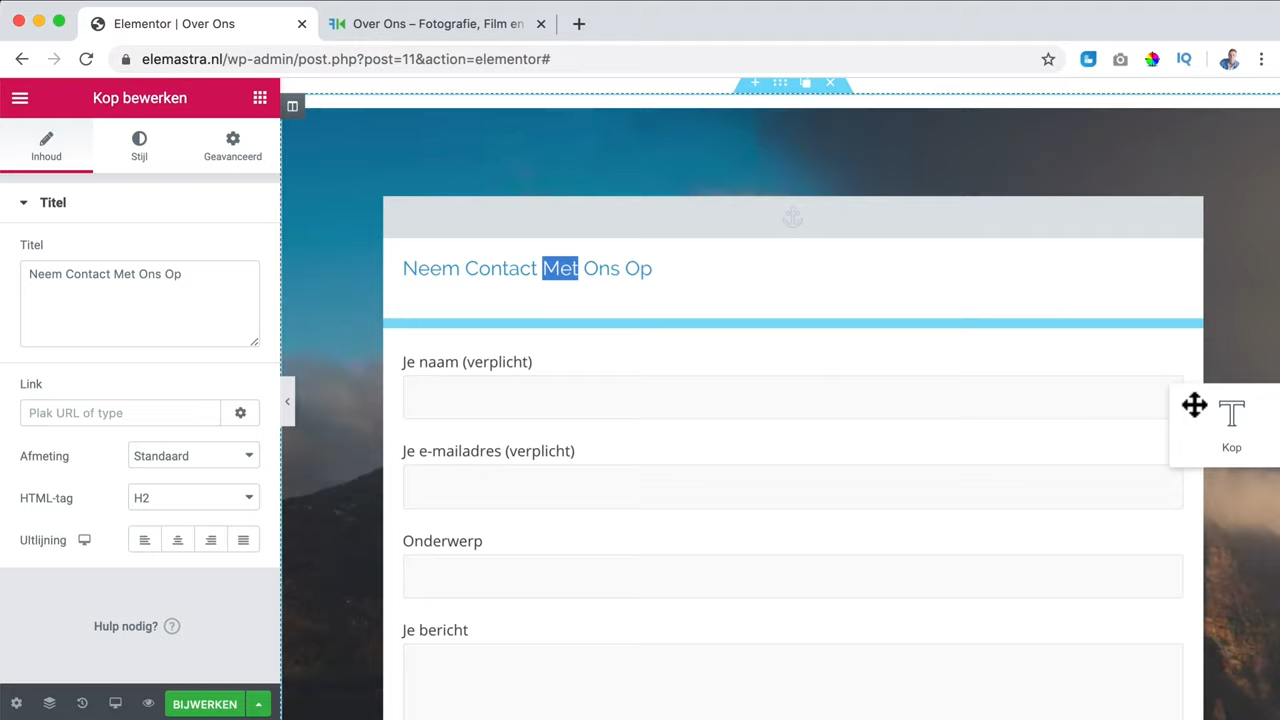 Elementor | Over Ons
Over Ons – Fotografie, Film en
elemastra.nl/wp-admin/post.php?post=11&action=elementor#
IQ
Kop bewerken
Inhoud
Stijl
Geavanceerd
Titel
Titel
Neem Contact Met Ons Op
Link
Plak URL of type
Afmeting
Standaard
HTML-tag
H2
Uitlijning
Hulp nodig? ?
BIJWERKEN
Neem Contact Met Ons Op
Je naam (verplicht)
Je e-mailadres (verplicht)
Onderwerp
Je bericht
Kop